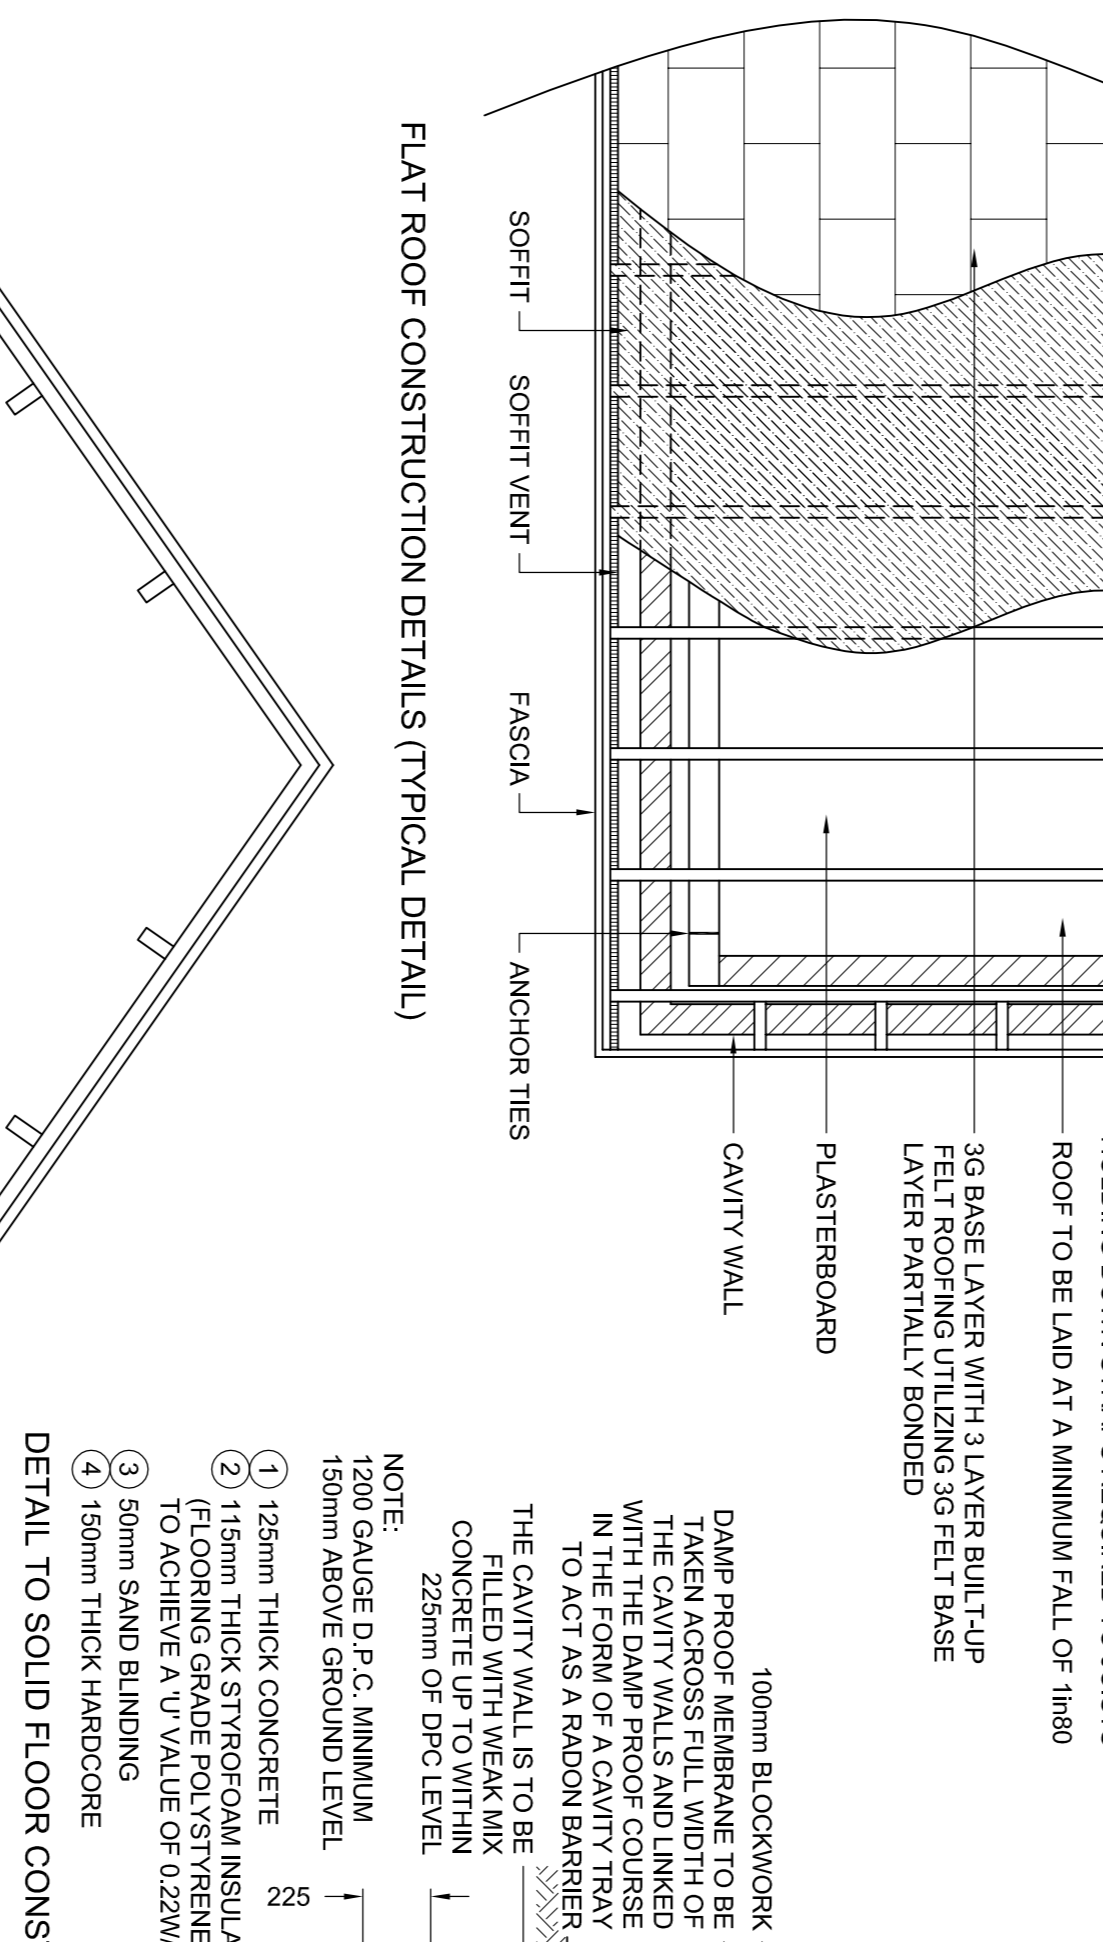 ROOF TO BE LAID AT A MINIMUM FALL OF 1in80
3G BASE LAYER WITH 3 LAYER BUILT-UP
FELT ROOFING UTILIZING 3G FELT BASE
LAYER PARTIALLY BONDED
PLASTERBOARD
CAVITY WALL
SOFFIT
SOFFIT VENT
FASCIA
ANCHOR TIES
FLAT ROOF CONSTRUCTION DETAILS (TYPICAL DETAIL)
100mm BLOCKWORK
DAMP PROOF MEMBRANE TO BE
TAKEN ACROSS FULL WIDTH OF
THE CAVITY WALLS AND LINKED
WITH THE DAMP PROOF COURSE
IN THE FORM OF A CAVITY TRAY
TO ACT AS A RADON BARRIER
THE CAVITY WALL IS TO BE
FILLED WITH WEAK MIX
CONCRETE UP TO WITHIN
225mm OF DPC LEVEL
NOTE:
1200 GAUGE D.P.C. MINIMUM
150mm ABOVE GROUND LEVEL
225
1 125mm THICK CONCRETE
2 115mm THICK STYROFOAM
(FLOORING GRADE POLYSTYRENE
TO ACHIEVE A 'U' VALUE OF
3 50mm SAND BLINDING
4 150mm THICK HARDCORE
DETAIL TO SOLID FLOOR